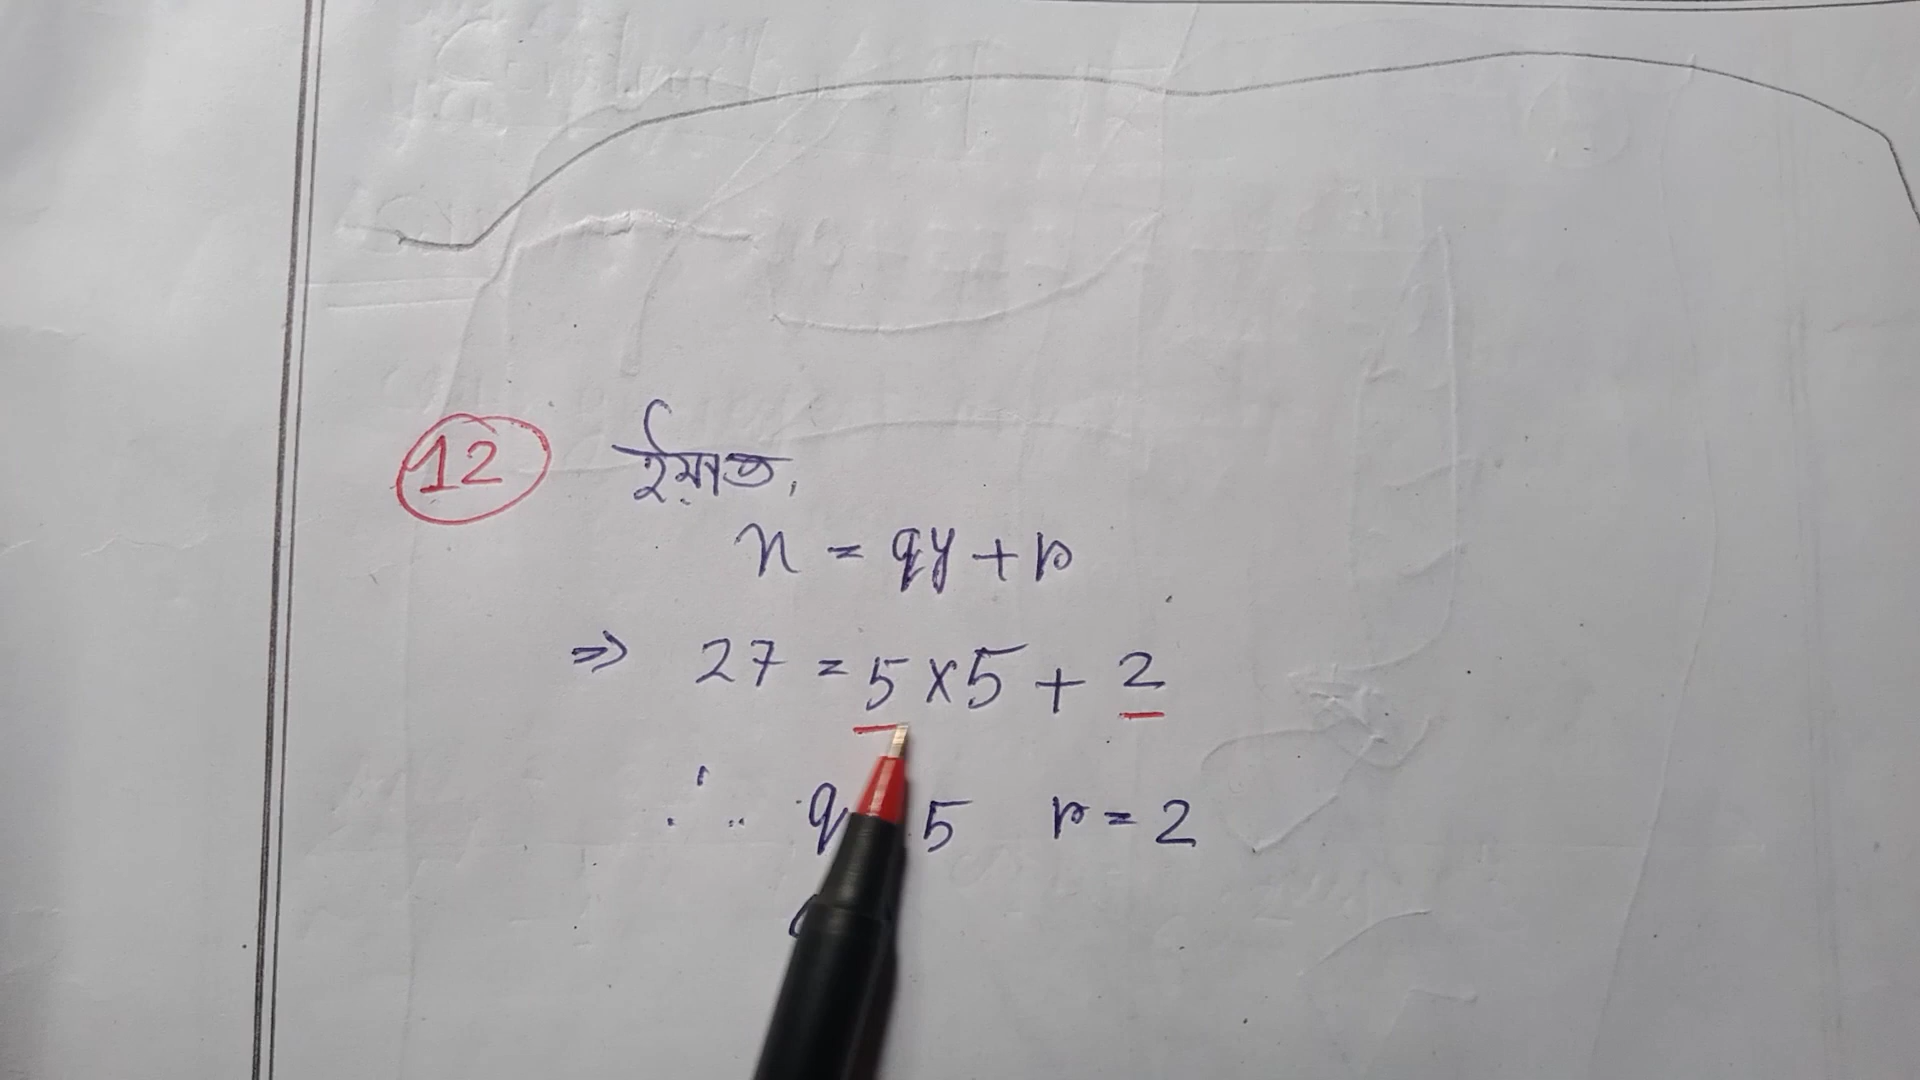 12 ইয়াত,
x = qy + r
⇒ 27 = 5 × 5 + 2
∴ q 5 r = 2